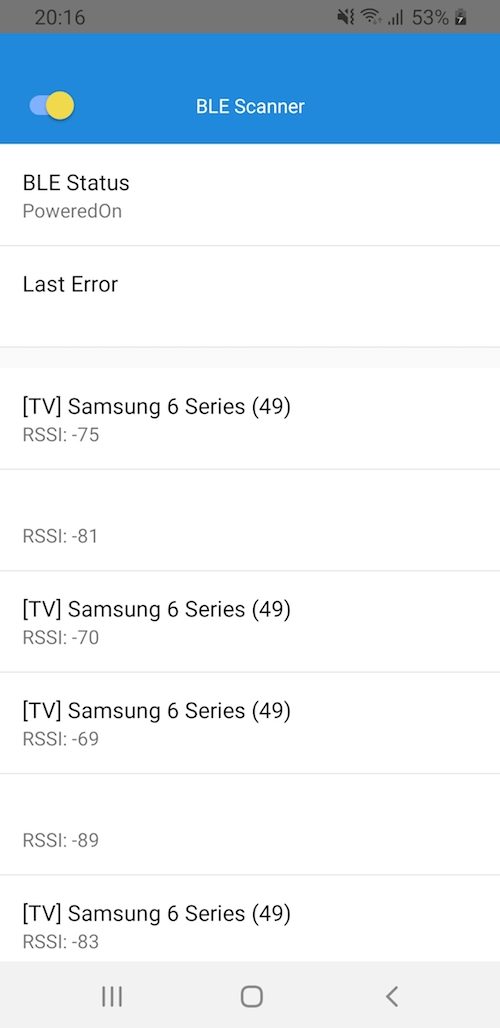 20:16 53%
BLE Scanner
BLE Status
PoweredOn
Last Error
[TV] Samsung 6 Series (49)
RSSI: -75
RSSI: -81
[TV] Samsung 6 Series (49)
RSSI: -70
[TV] Samsung 6 Series (49)
RSSI: -69
RSSI: -89
[TV] Samsung 6 Series (49)
RSSI: -83